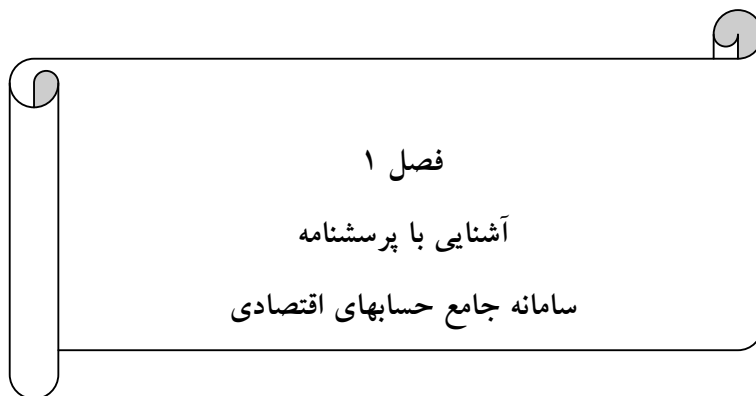 فصل ۱
آشنایی با پرسشنامه
سامانه جامع حسابهای اقتصادی